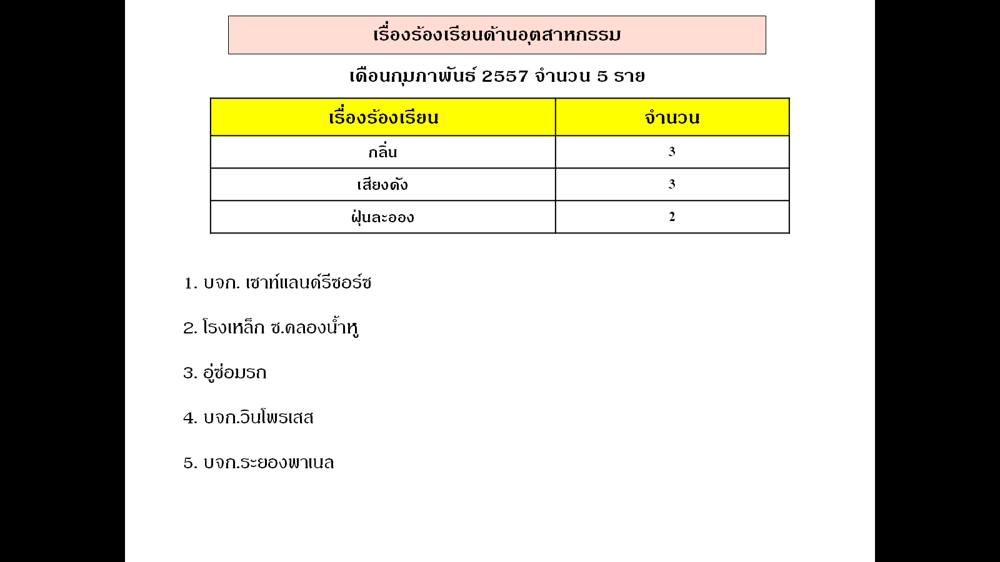 เรื่องร้องเรียนด้านอุตสาหกรรม
เดือนกุมภาพันธ์ 2557 จำนวน 5 ราย
เรื่องร้องเรียน จำนวน
กลิ่น 3
เสียงดัง 3
ฝุ่นละออง 2
1. บจก. เซาท์แลนด์รีซอร์ซ
2. โรงเหล็ก ซ.คลองน้ำหู
3. อู่ซ่อมรถ
4. บจก.วินโพรเสส
5. บจก.ระยองพาเนล